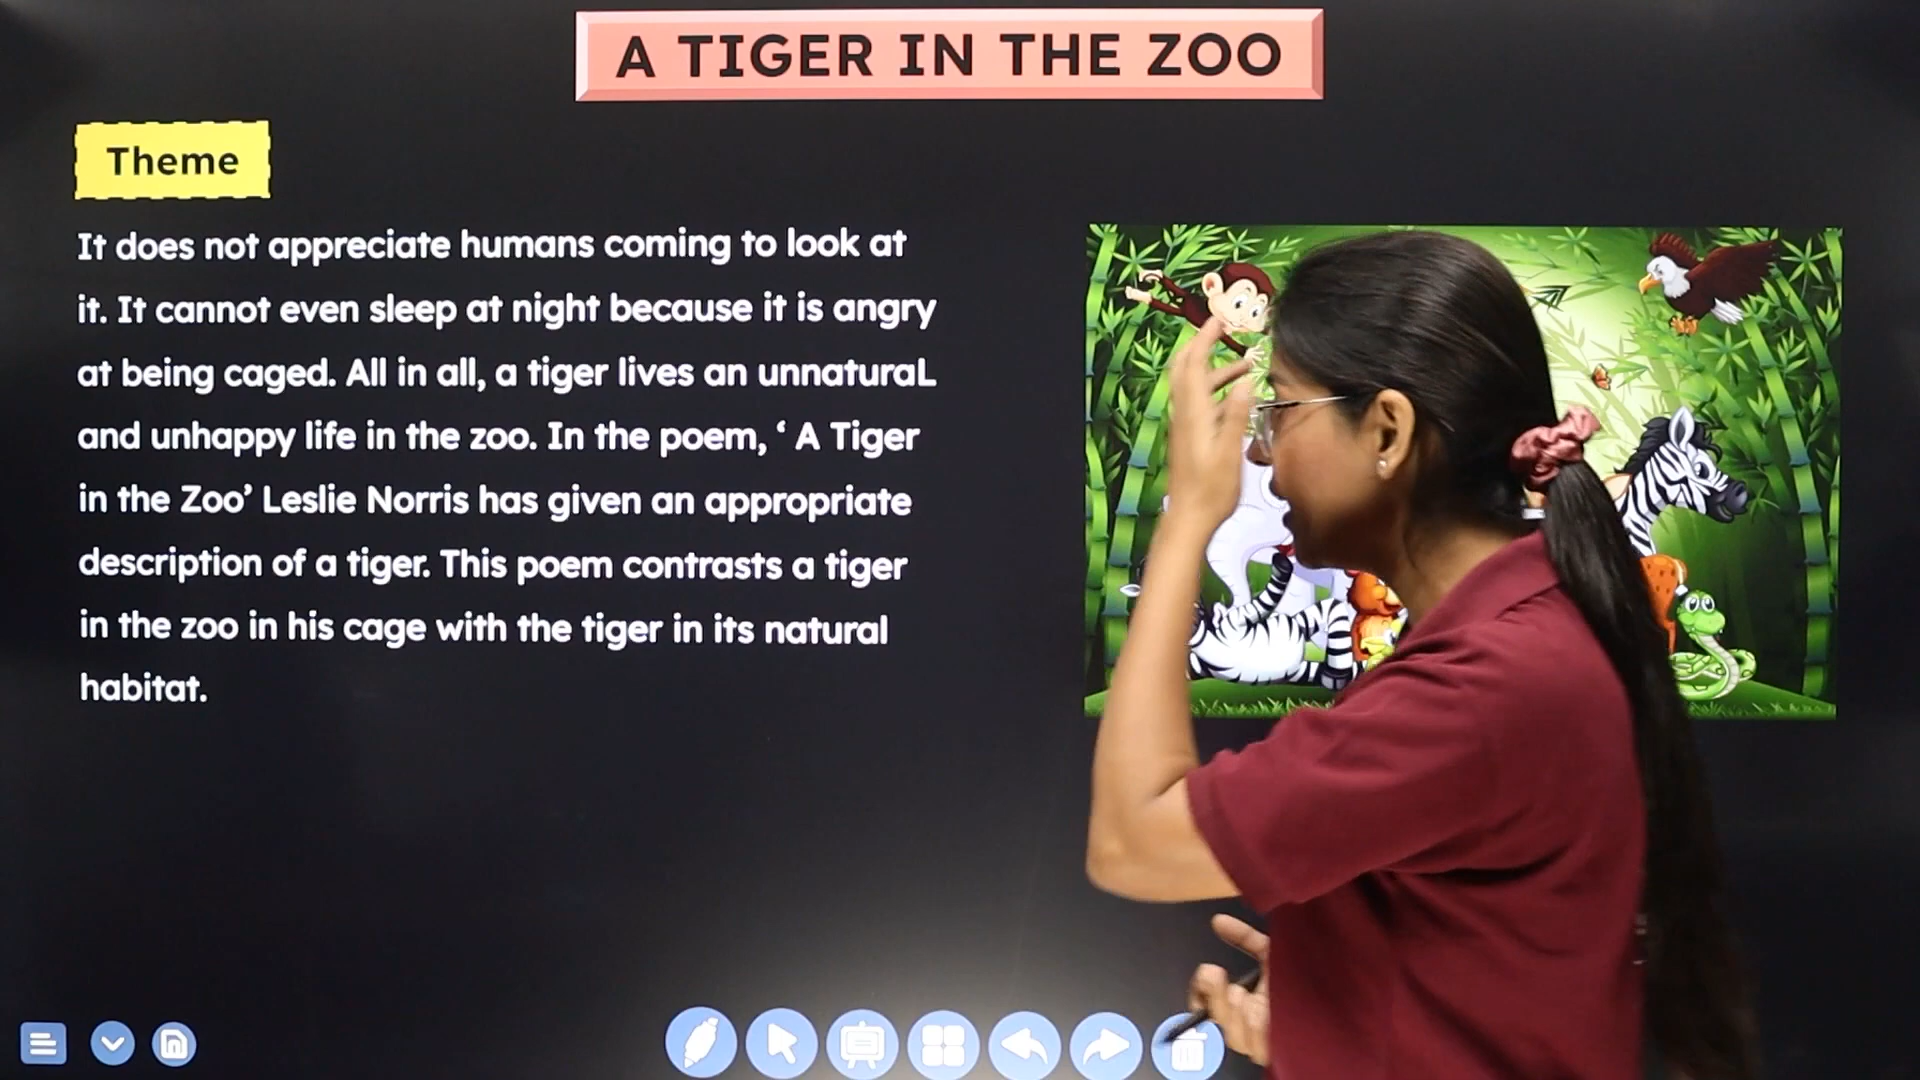 A TIGER IN THE ZOO
Theme
It does not appreciate humans coming to look at
it. It cannot even sleep at night because it is angry
at being caged. All in all, a tiger lives an unnaturaL
and unhappy life in the zoo. In the poem, ‘ A Tiger
in the Zoo’ Leslie Norris has given an appropriate
description of a tiger. This poem contrasts a tiger
in the zoo in his cage with the tiger in its natural
habitat.